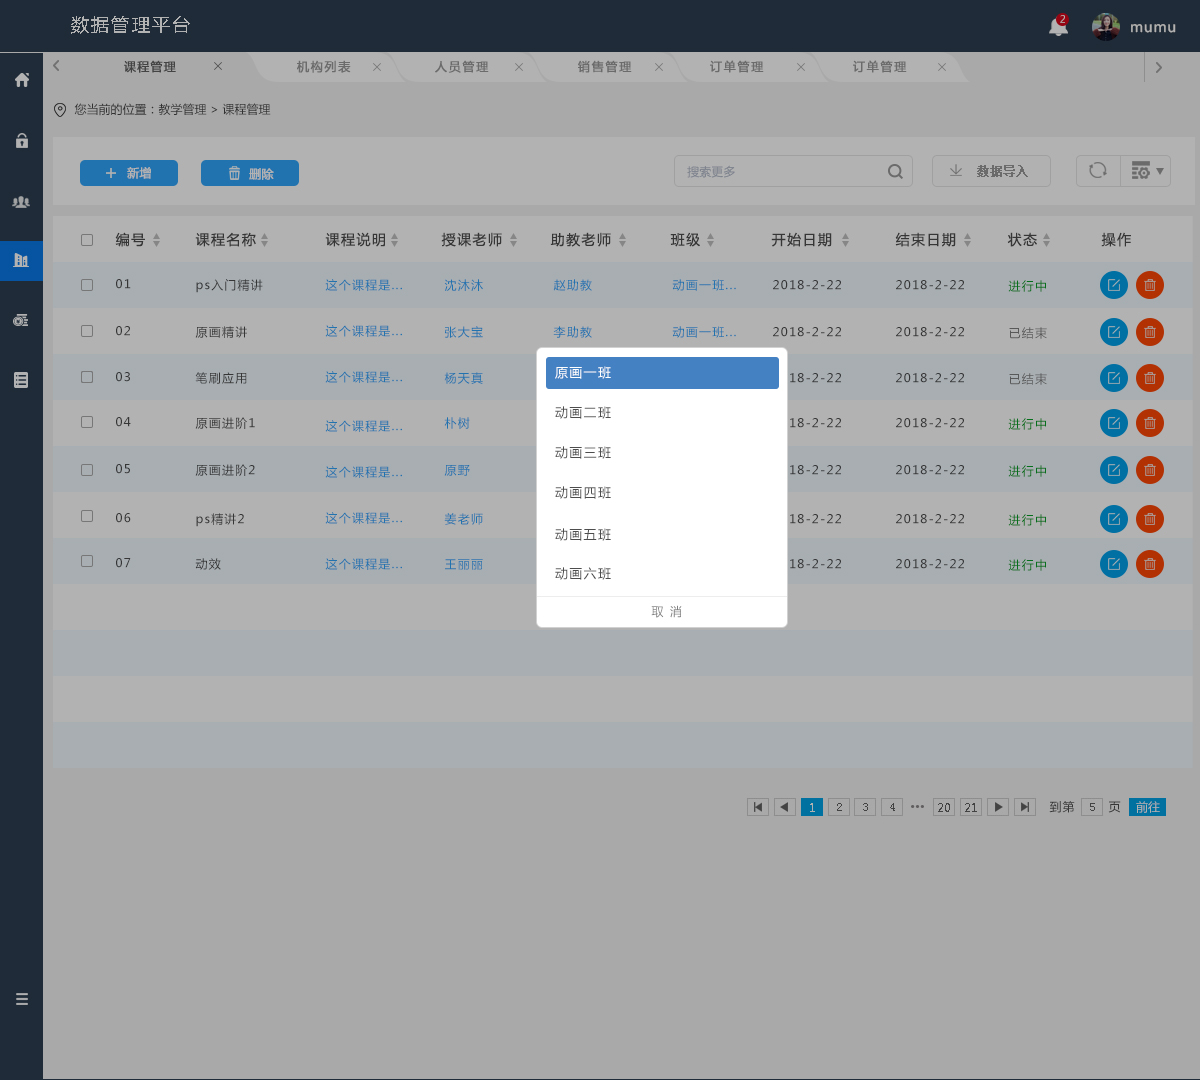 数据管理平台
2
mumu
课程管理 机构列表 人员管理 销售管理 订单管理 订单管理
您当前的位置：教学管理 > 课程管理
新增 删除 搜索更多 数据导入
编号 课程名称 课程说明 授课老师 助教老师 班级 开始日期 结束日期 状态 操作
01 ps入门精讲 这个课程是... 沈沐沐 赵助教 动画一班... 2018-2-22 2018-2-22 进行中
02 原画精讲 这个课程是... 张大宝 李助教 动画一班... 2018-2-22 2018-2-22 已结束
03 笔刷应用 这个课程是... 杨天真 18-2-22 2018-2-22 已结束
04 原画进阶1 这个课程是... 朴树 18-2-22 2018-2-22 进行中
05 原画进阶2 这个课程是... 原野 18-2-22 2018-2-22 进行中
06 ps精讲2 这个课程是... 姜老师 18-2-22 2018-2-22 进行中
07 动效 这个课程是... 王丽丽 18-2-22 2018-2-22 进行中
原画一班
动画二班
动画三班
动画四班
动画五班
动画六班
取 消
1 2 3 4 ••• 20 21 到第 5 页 前往